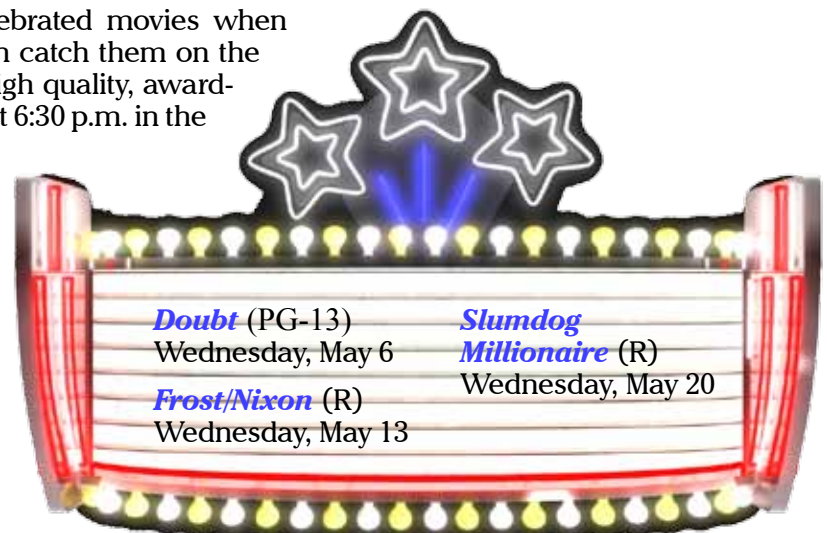 ebrated movies when
n catch them on the
igh quality, award-
t 6:30 p.m. in the
Doubt (PG-13)
Wednesday, May 6
Frost/Nixon (R)
Wednesday, May 13
Slumdog
Millionaire (R)
Wednesday, May 20